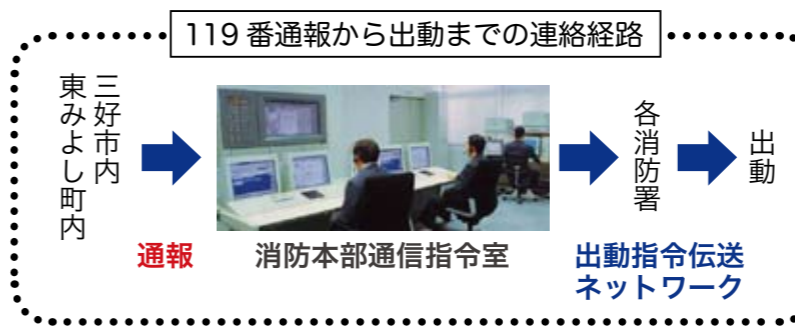 119番通報から出動までの連絡経路
三好市内
東みよし町内
通報
消防本部通信指令室
出動指令伝送
ネットワーク
各消防署
出動